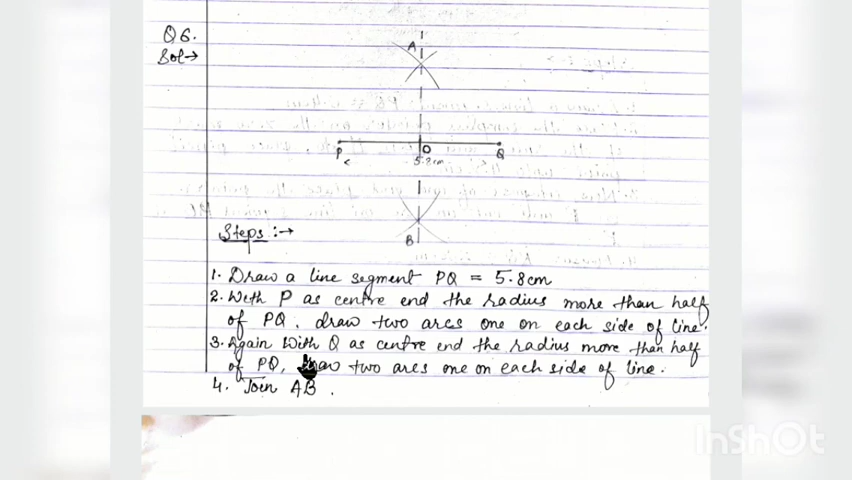 Q6.
Sol→
A
P
O
Q
5.8cm
B
Steps :→
1. Draw a line segment PQ = 5.8cm
2. With P as centre end the radius more than half
of PQ, draw two arcs one on each side of line.
3. Again With Q as centre end the radius more than half
of PQ, draw two arcs one on each side of line.
4. Join AB.
InShOt